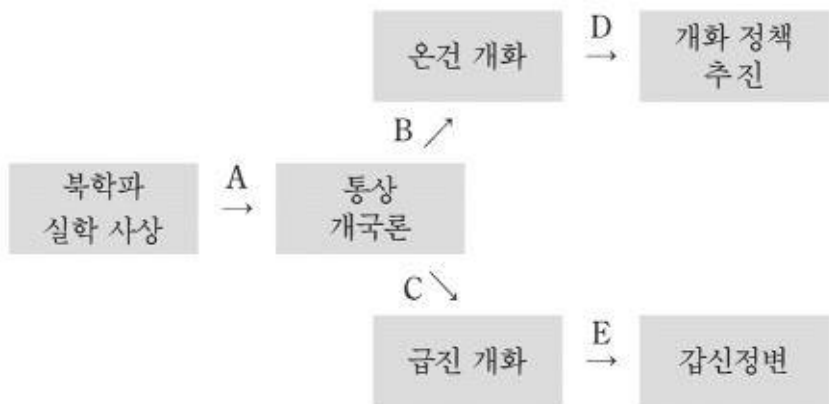 온건 개화
D
→
개화 정책
추진
B ↗
북학파
실학 사상
A
→
통상
개국론
C ↘
급진 개화
E
→
갑신정변